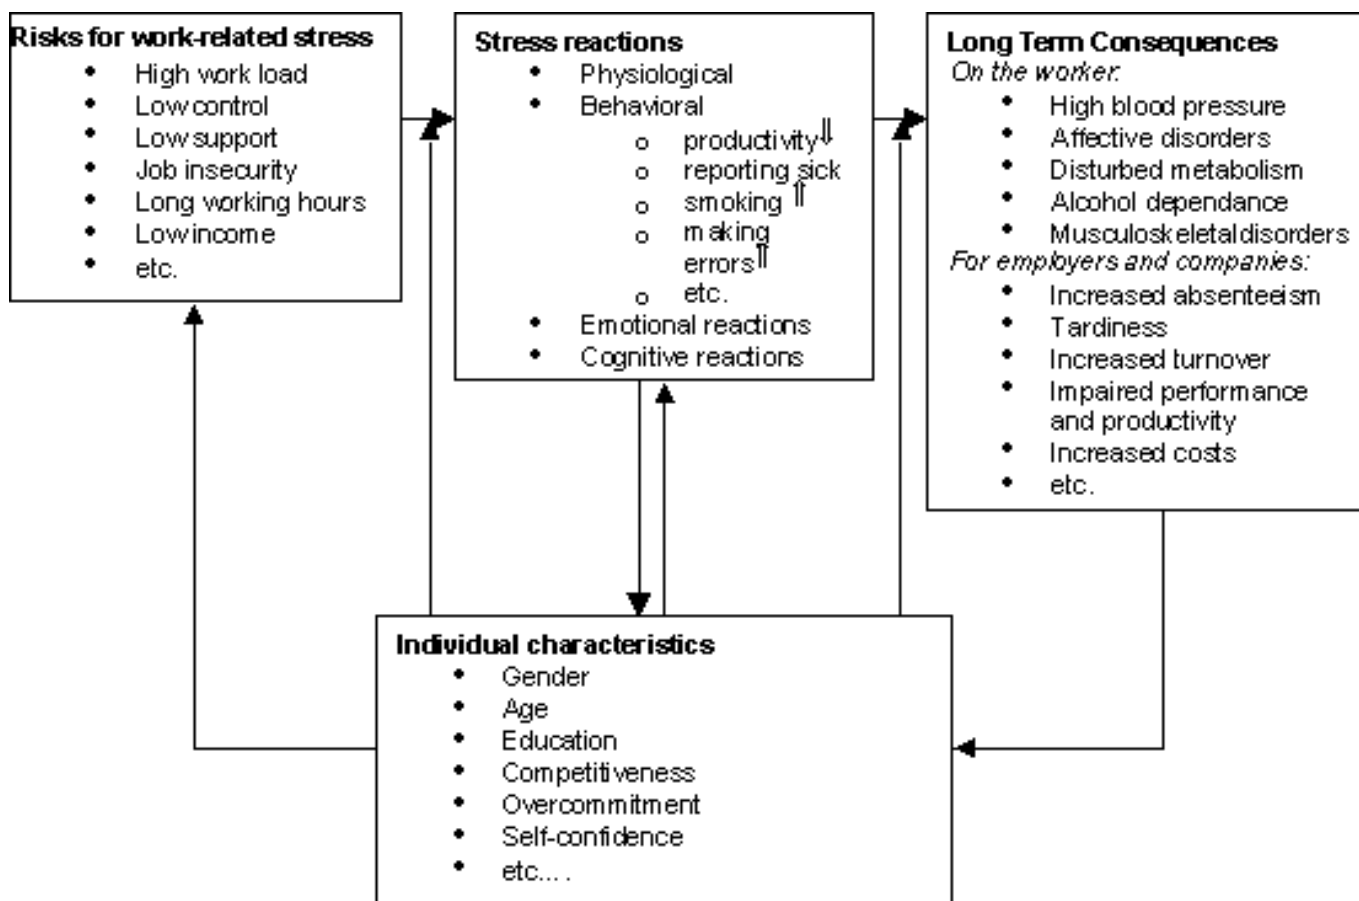 Risks for work-related stress
• High work load
• Low control
• Low support
• Job insecurity
• Long working hours
• Low income
• etc.
Stress reactions
• Physiological
• Behavioral
o productivity⇓
o reporting sick
o smoking ⇑
o making
errors⇑
o etc.
• Emotional reactions
• Cognitive reactions
Long Term Consequences
On the worker:
• High blood pressure
• Affective disorders
• Disturbed metabolism
• Alcohol dependance
• Musculoskeletal disorders
For employers and companies:
• Increased absenteeism
• Tardiness
• Increased turnover
• Impaired performance
and productivity
• Increased costs
• etc.
Individual characteristics
• Gender
• Age
• Education
• Competitiveness
• Overcommitment
• Self-confidence
• etc... .